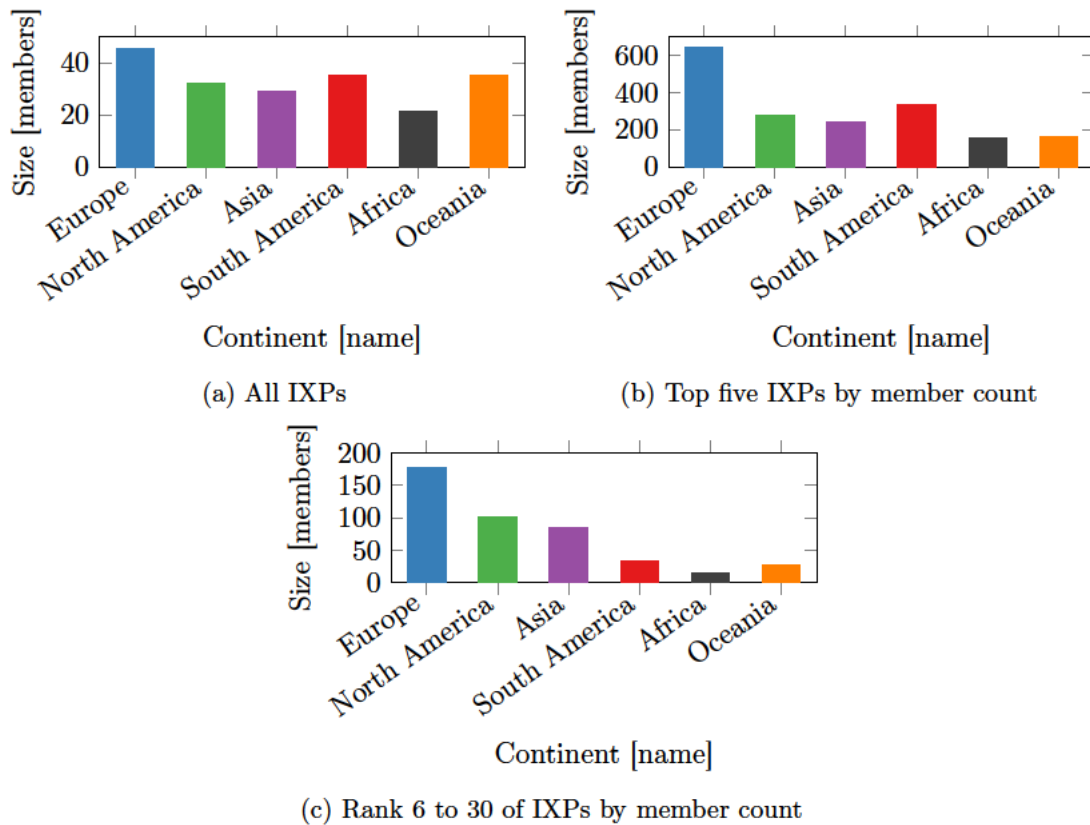 Size [members]
40
20
0
Europe
North America
Asia
South America
Africa
Oceania
Continent [name]
(a) All IXPs
Size [members]
600
400
200
0
Europe
North America
Asia
South America
Africa
Oceania
Continent [name]
(b) Top five IXPs by member count
Size [members]
200
150
100
50
0
Europe
North America
Asia
South America
Africa
Oceania
Continent [name]
(c) Rank 6 to 30 of IXPs by member count